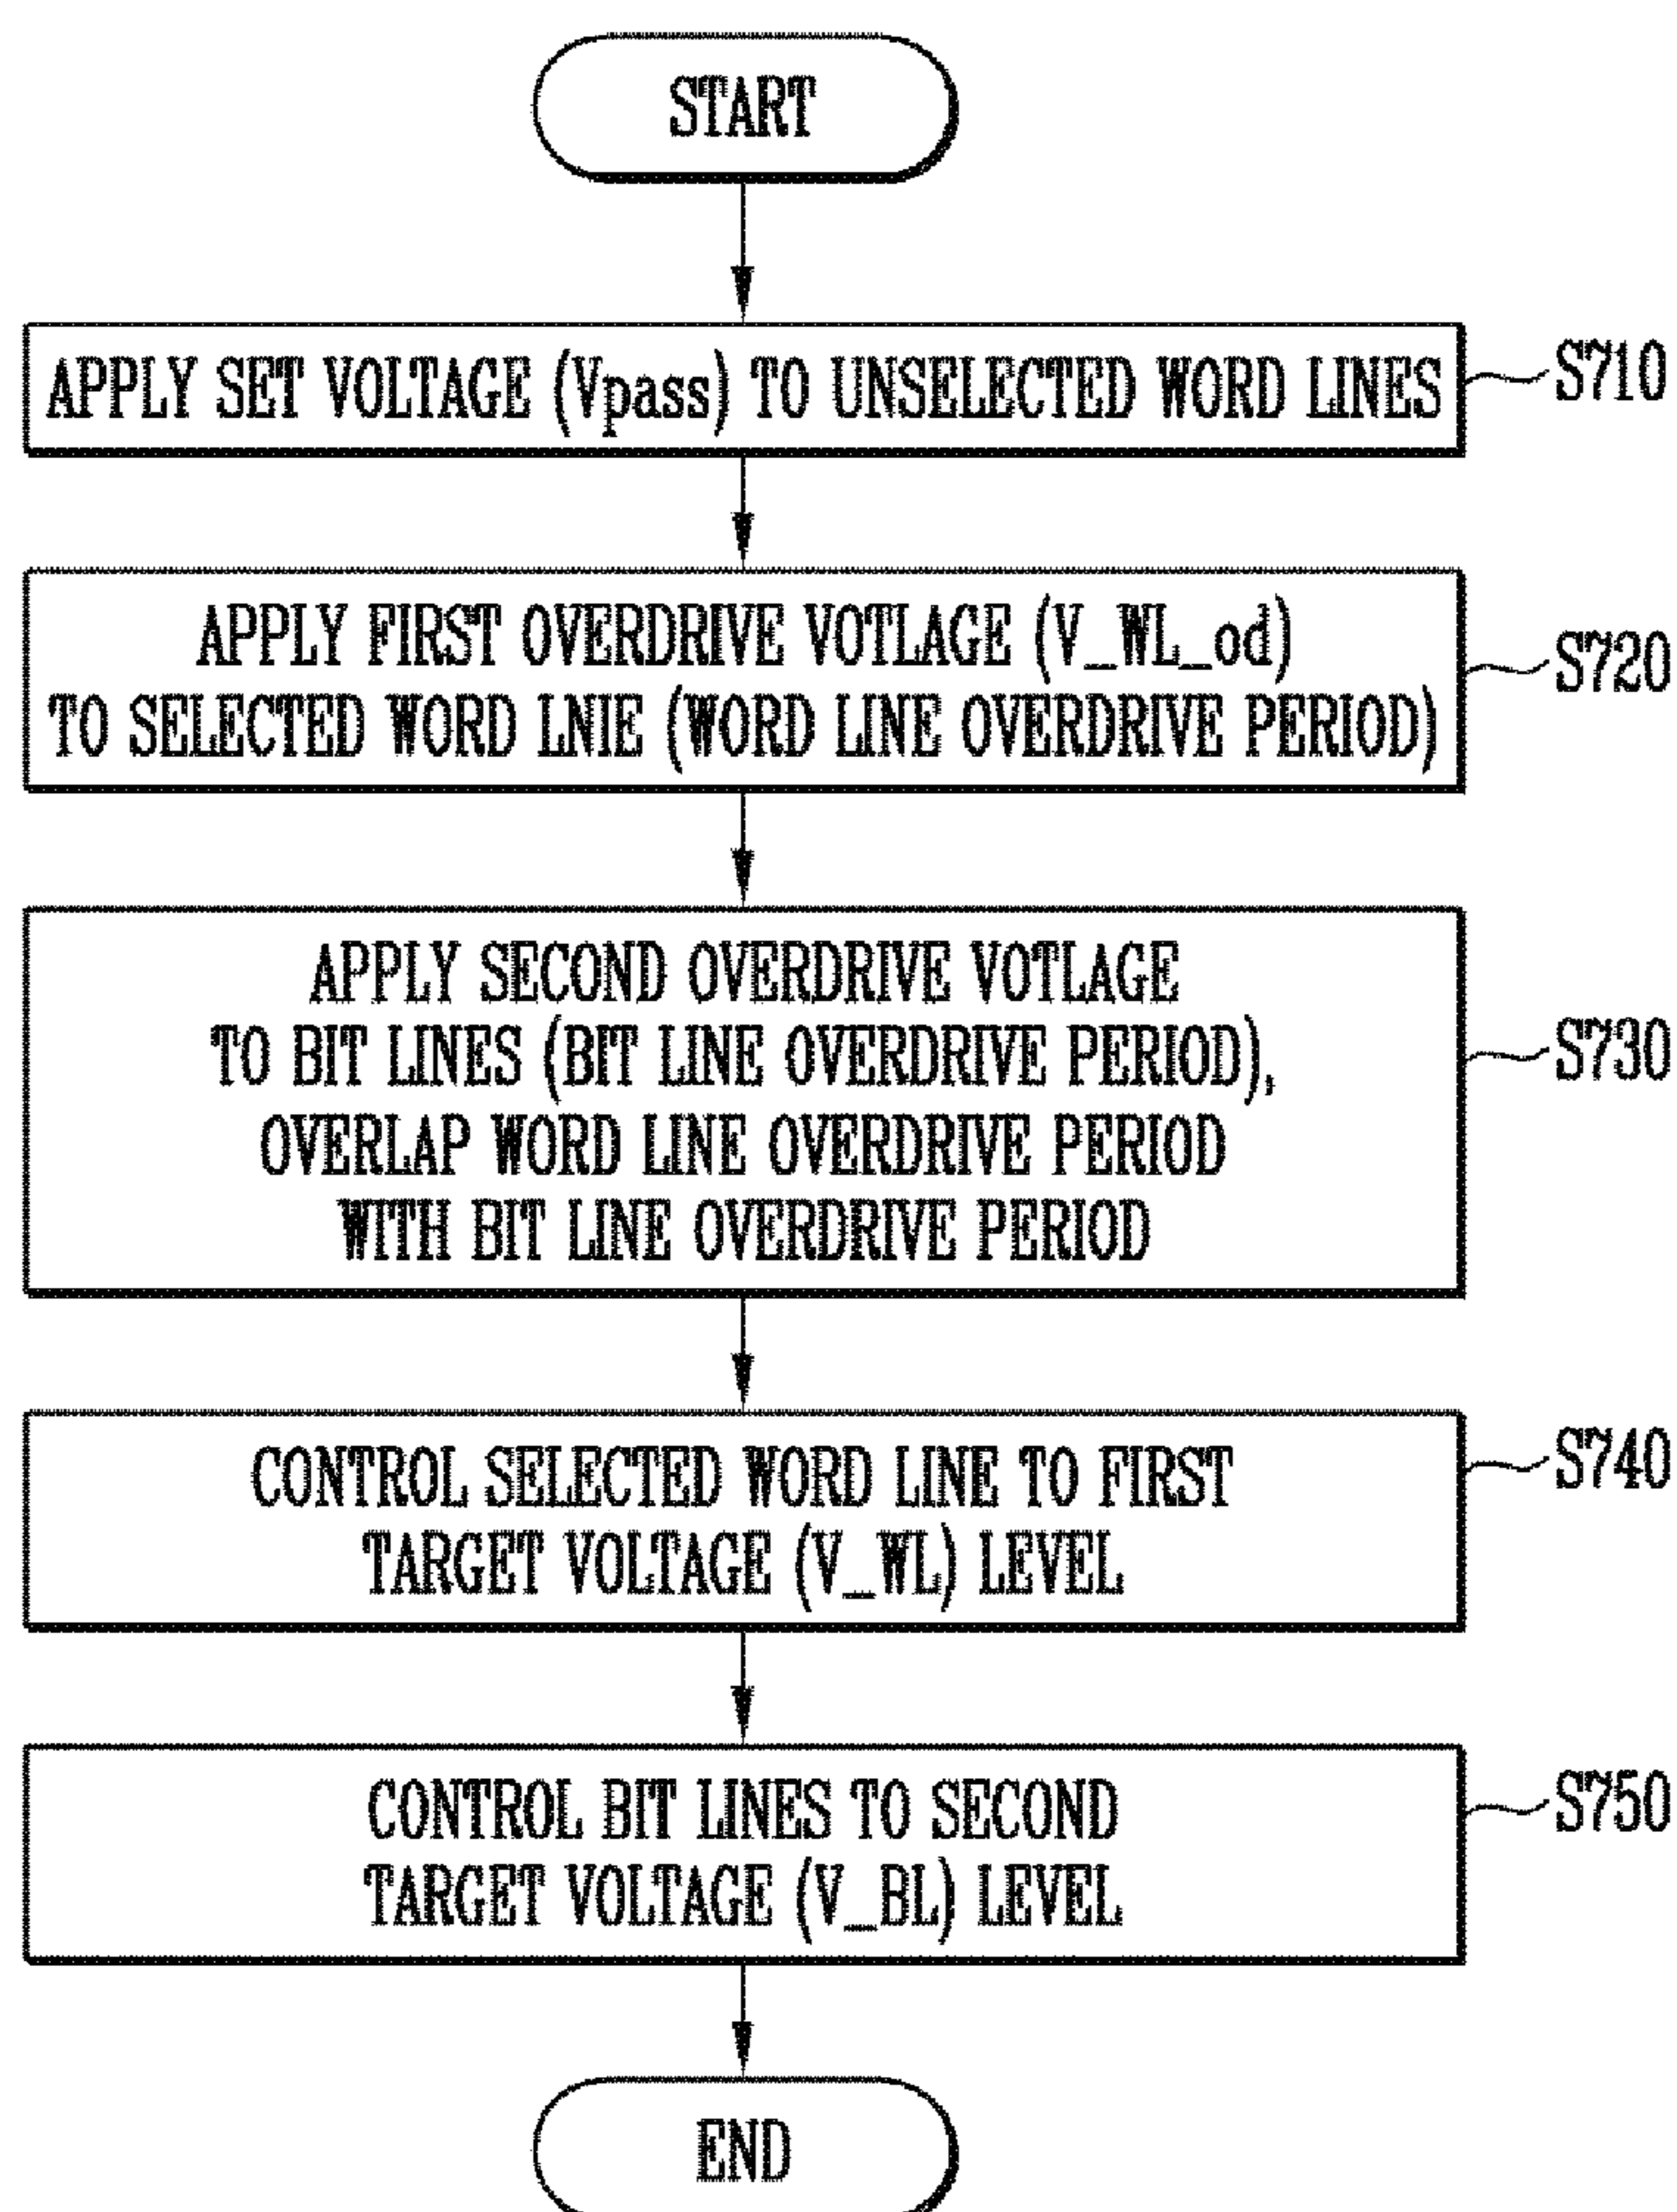 START
APPLY SET VOLTAGE (Vpass) TO UNSELECTED WORD LINES
S710
APPLY FIRST OVERDRIVE VOTLAGE (V_WL_od)
TO SELECTED WORD LNIE (WORD LINE OVERDRIVE PERIOD)
S720
APPLY SECOND OVERDRIVE VOTLAGE
TO BIT LINES (BIT LINE OVERDRIVE PERIOD),
OVERLAP WORD LINE OVERDRIVE PERIOD
WITH BIT LINE OVERDRIVE PERIOD
S730
CONTROL SELECTED WORD LINE TO FIRST
TARGET VOLTAGE (V_WL) LEVEL
S740
CONTROL BIT LINES TO SECOND
TARGET VOLTAGE (V_BL) LEVEL
S750
END